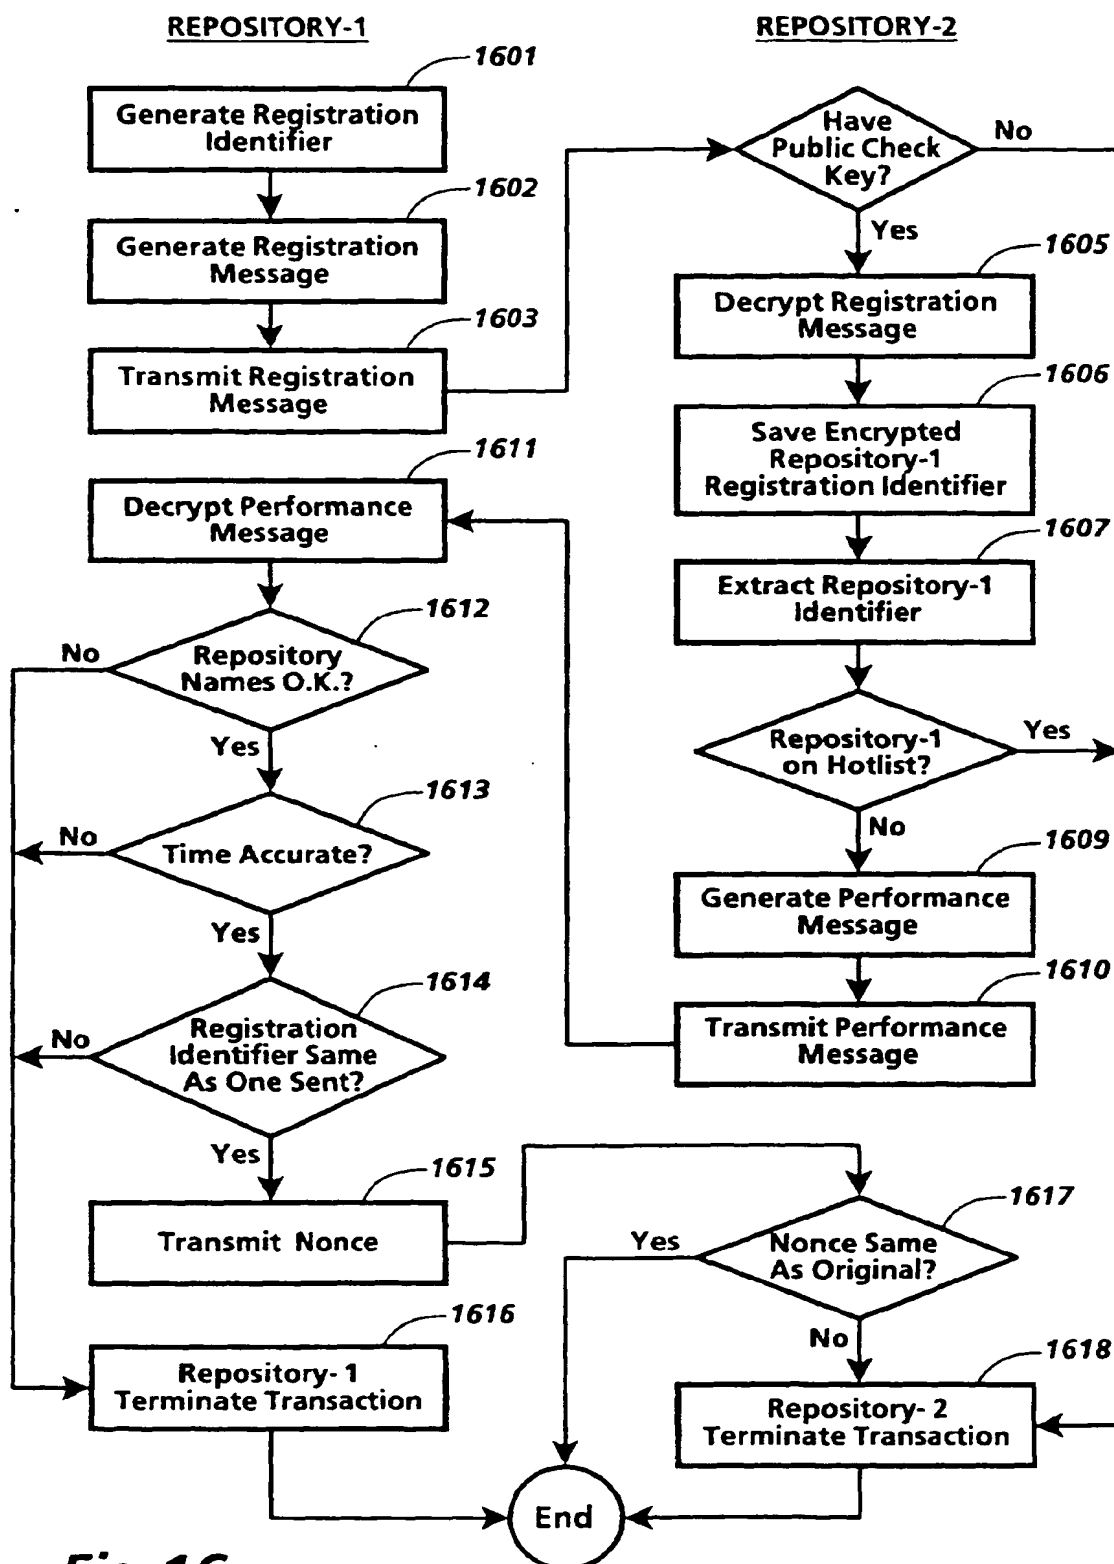 REPOSITORY-1
1601
Generate Registration
Identifier
1602
Generate Registration
Message
1603
Transmit Registration
Message
1611
Decrypt Performance
Message
1612
Repository
Names O.K.?
No
Yes
1613
Time Accurate?
No
Yes
1614
Registration
Identifier Same
As One Sent?
No
Yes
1615
Transmit Nonce
1616
Repository- 1
Terminate Transaction
REPOSITORY-2
Have
Public Check
Key?
No
Yes
1605
Decrypt Registration
Message
1606
Save Encrypted
Repository-1
Registration Identifier
1607
Extract Repository-1
Identifier
Repository-1
on Hotlist?
Yes
No
1609
Generate Performance
Message
1610
Transmit Performance
Message
1617
Nonce Same
As Original?
Yes
No
1618
Repository- 2
Terminate Transaction
End